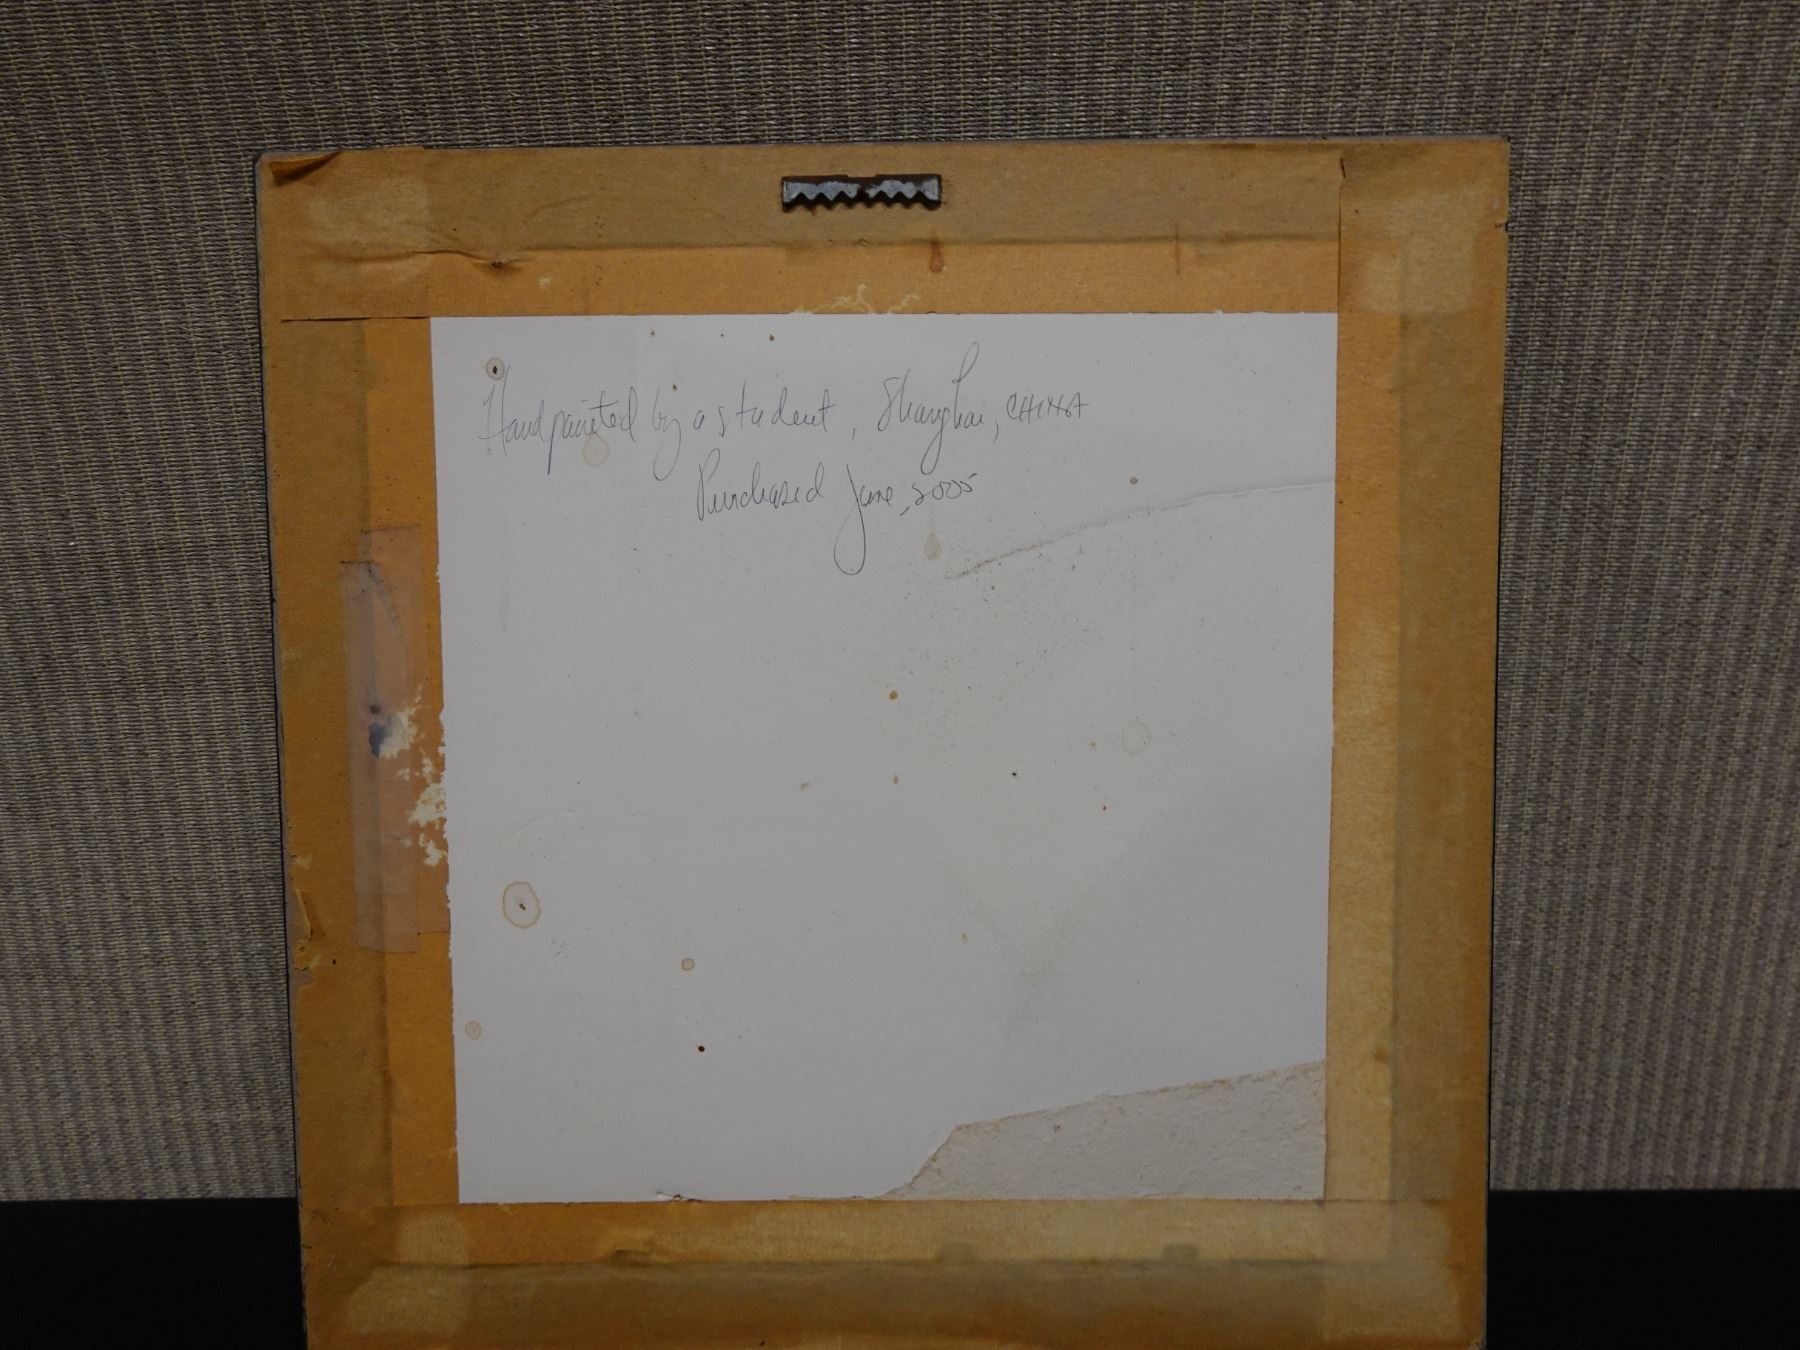 Handpainted by a student, Shanghai, CHINA
Purchased June, 2005